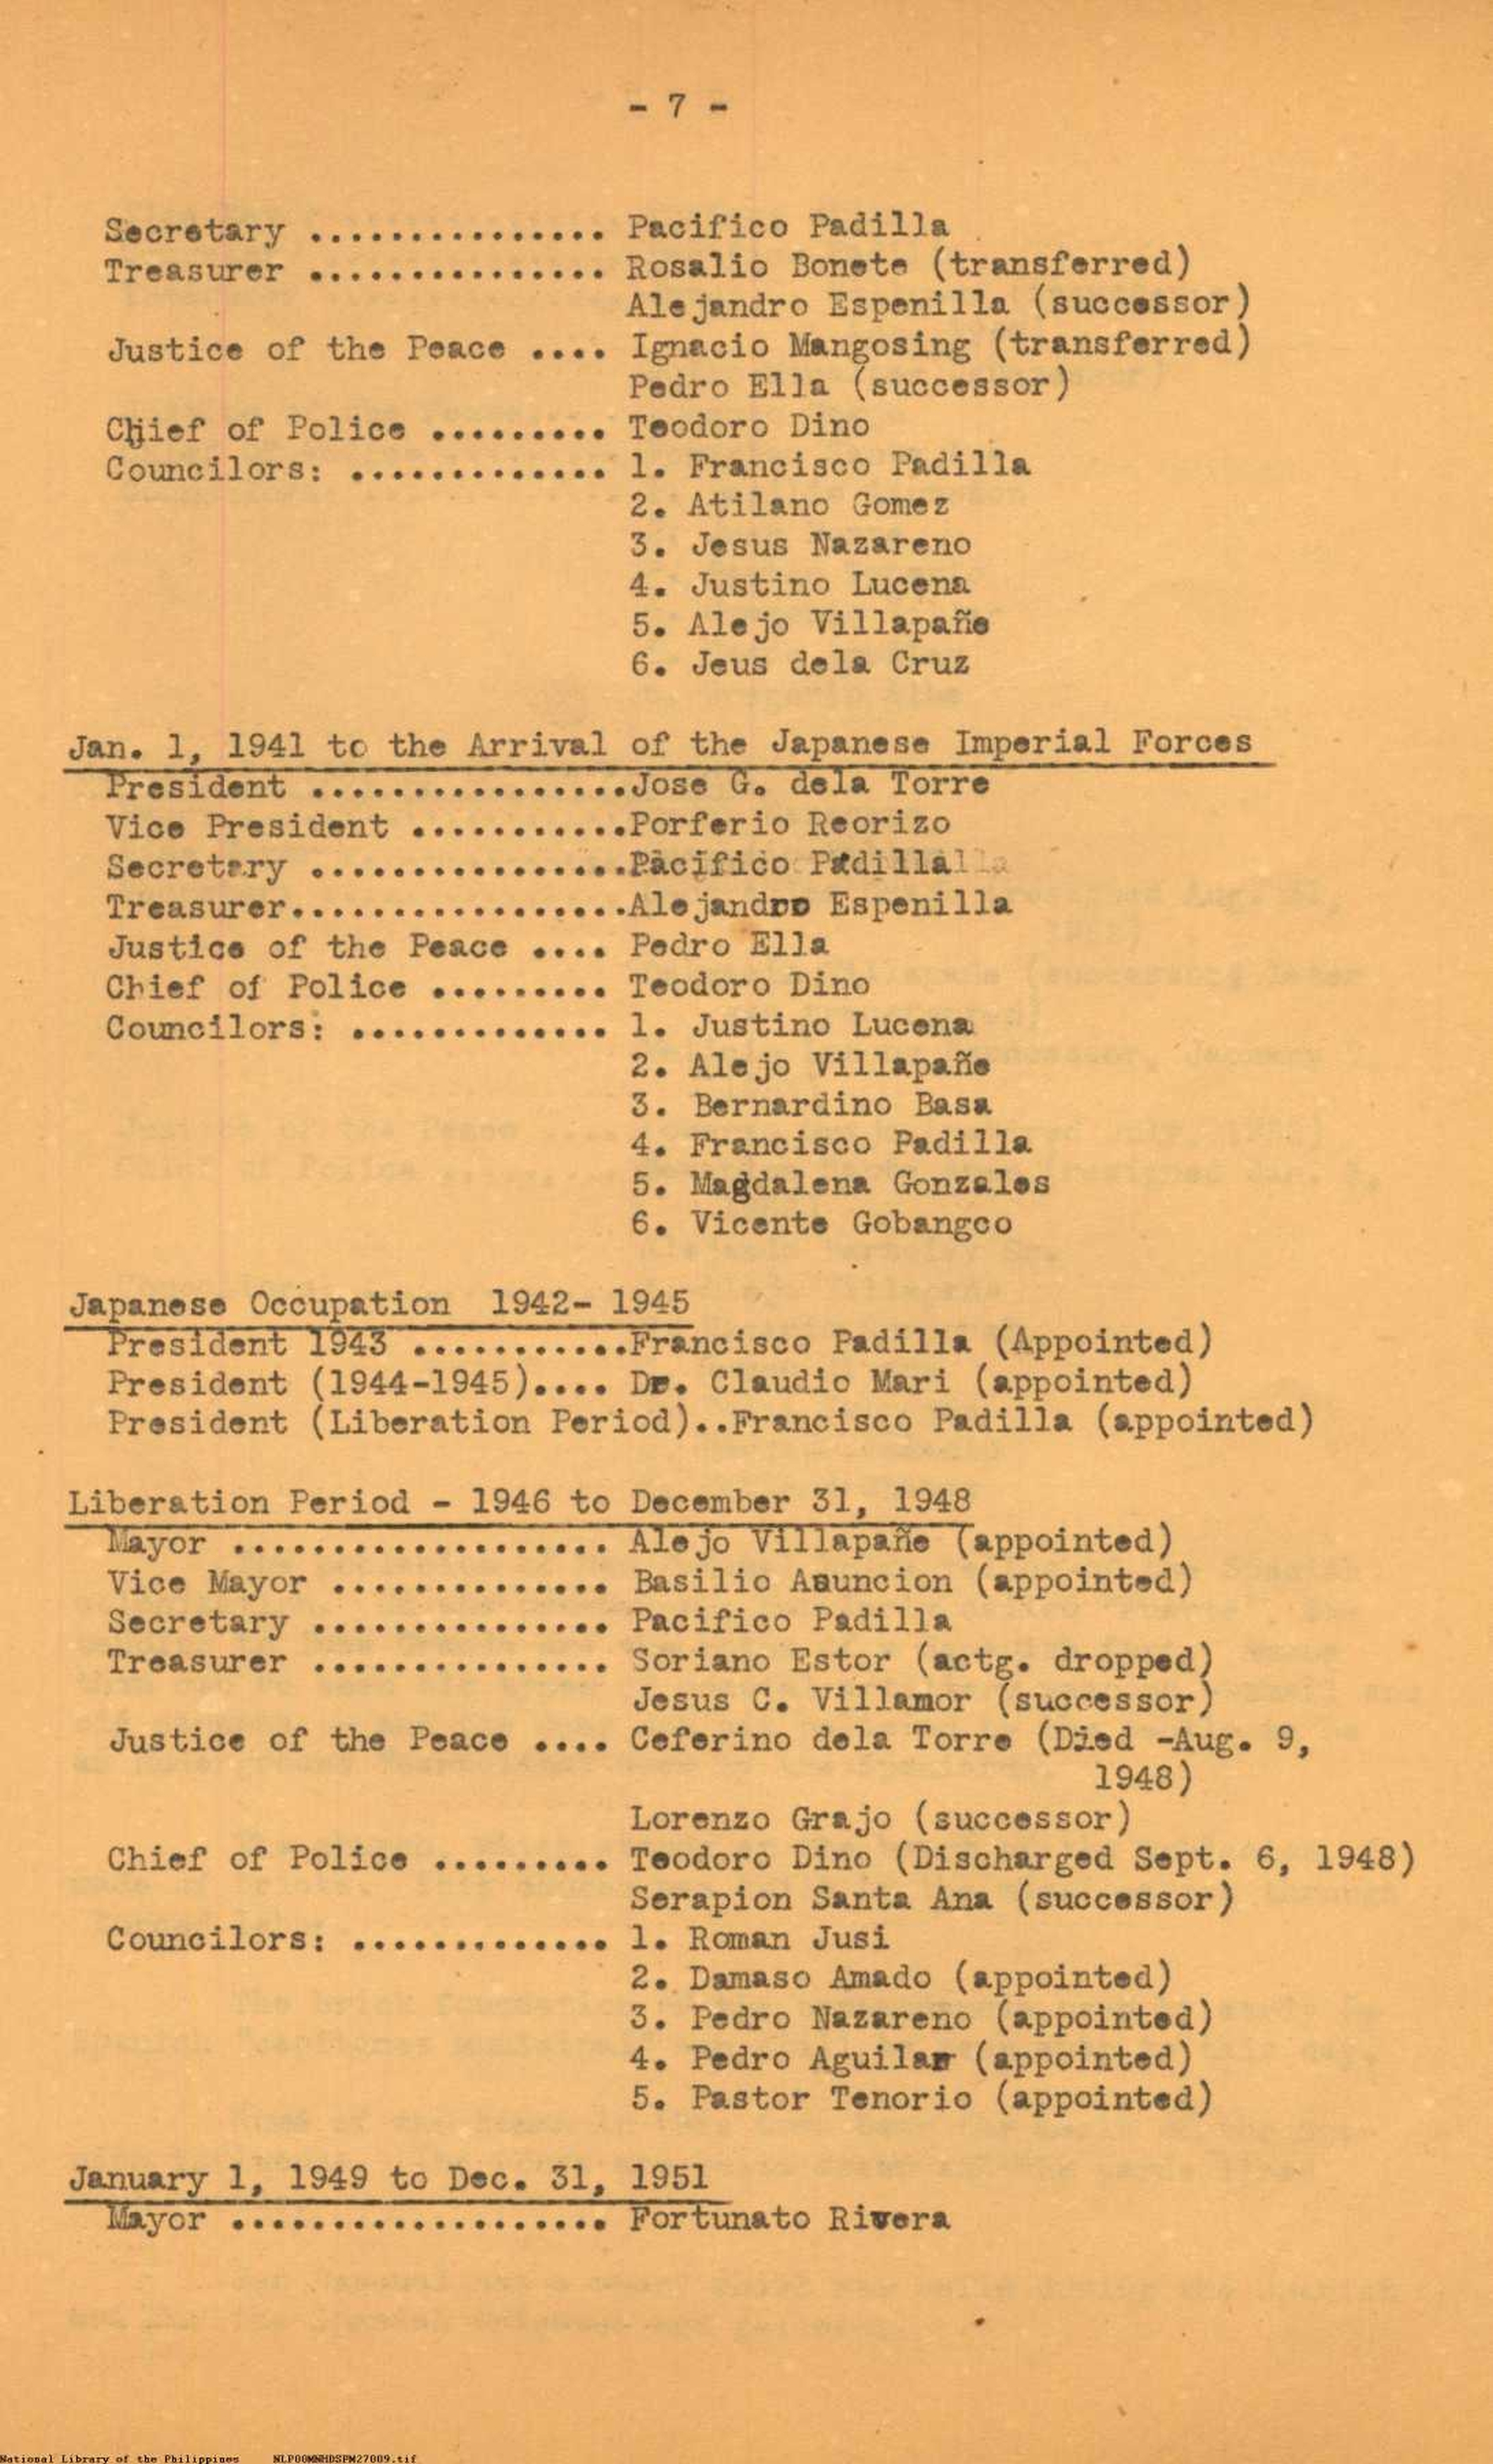 - 7 -
Secretary ............... Pacifico Padilla
Treasurer ............... Rosalio Bonete (transferred)
Alejandro Espenilla (successor)
Justice of the Peace .... Ignacio Mangosing (transferred)
Pedro Ella (successor)
Chief of Police ......... Teodoro Dino
Councilors: ............. 1. Francisco Padilla
2. Atilano Gomez
3. Jesus Nazareno
4. Justino Lucena
5. Alejo Villapañe
6. Jeus dela Cruz
Jan. 1, 1941 to the Arrival of the Japanese Imperial Forces
President ................Jose G. dela Torre
Vice President ...........Porferio Reorizo
Secretary ................Pacifico Padilla
Treasurer.................Alejandro Espenilla
Justice of the Peace .... Pedro Ella
Chief of Police ......... Teodoro Dino
Councilors: ............. 1. Justino Lucena
2. Alejo Villapañe
3. Bernardino Basa
4. Francisco Padilla
5. Magdalena Gonzales
6. Vicente Gobangco
Japanese Occupation 1942- 1945
President 1943 ...........Francisco Padilla (Appointed)
President (1944-1945).... Dr. Claudio Mari (appointed)
President (Liberation Period)..Francisco Padilla (appointed)
Liberation Period - 1946 to December 31, 1948
Mayor ................... Alejo Villapañe (appointed)
Vice Mayor .............. Basilio Asuncion (appointed)
Secretary ............... Pacifico Padilla
Treasurer ............... Soriano Estor (actg. dropped)
Jesus C. Villamor (successor)
Justice of the Peace .... Ceferino dela Torre (Died -Aug. 9,
1948)
Lorenzo Grajo (successor)
Chief of Police ......... Teodoro Dino (Discharged Sept. 6, 1948)
Serapion Santa Ana (successor)
Councilors: ............. 1. Roman Jusi
2. Damaso Amado (appointed)
3. Pedro Nazareno (appointed)
4. Pedro Aguilar (appointed)
5. Pastor Tenorio (appointed)
January 1, 1949 to Dec. 31, 1951
Mayor ................... Fortunato Rivera
National Library of the Philippines NLP00MNHDSPM27009.tif